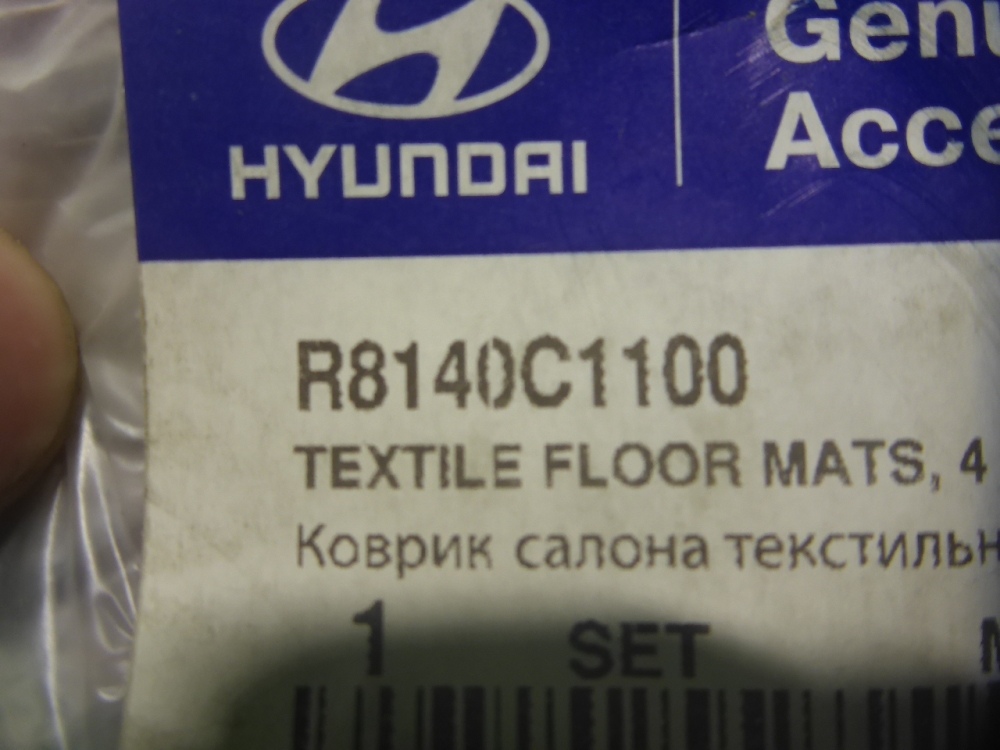 HYUNDAI
Genu
Acce
R8140C1100
TEXTILE FLOOR MATS, 4
Коврик салона текстильн
1 SET